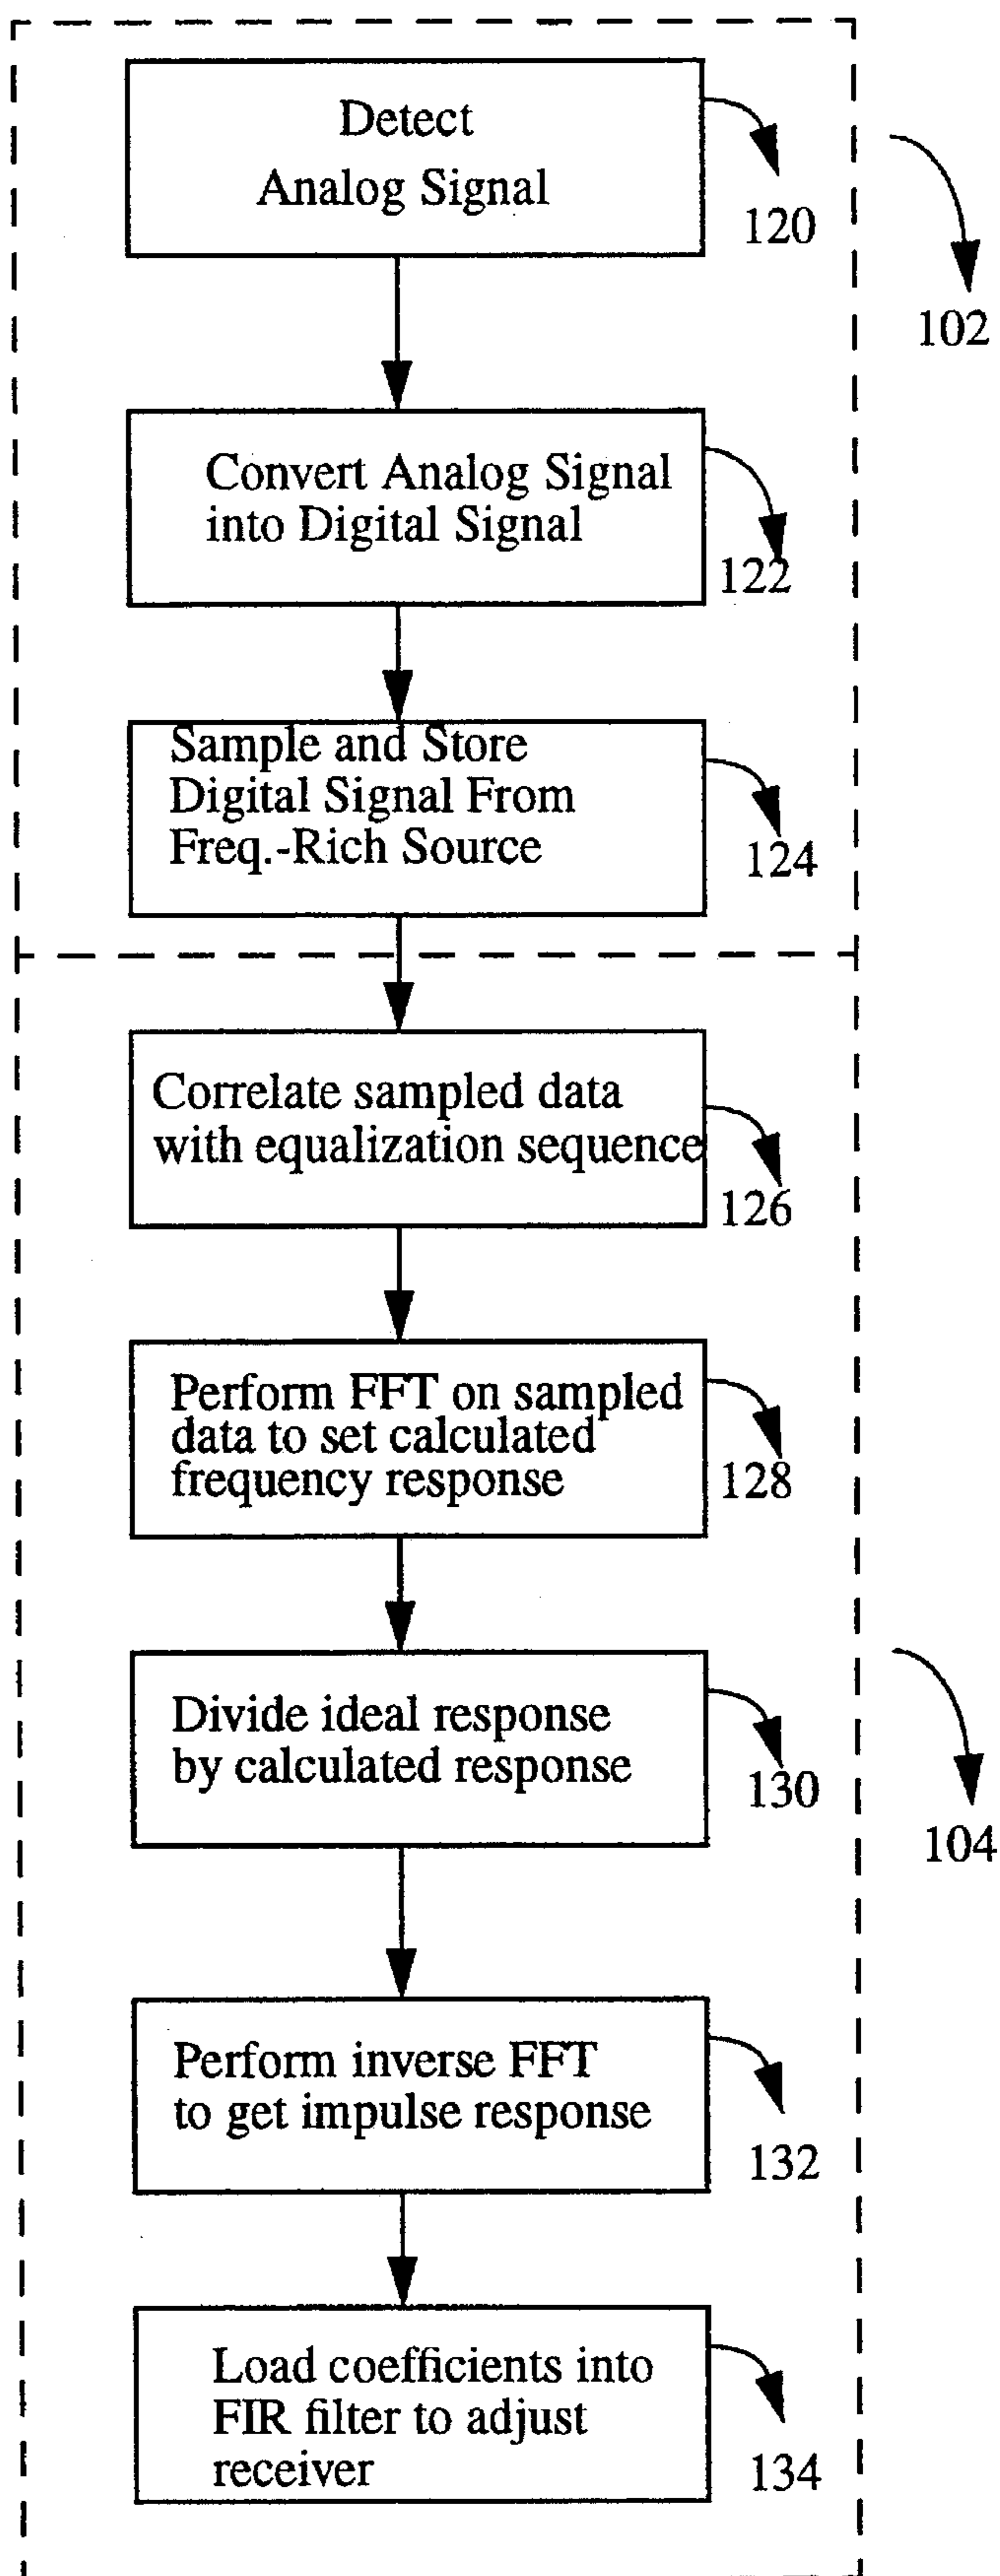 Detect
Analog Signal
120
102
Convert Analog Signal
into Digital Signal
122
Sample and Store
Digital Signal From
Freq.-Rich Source
124
Correlate sampled data
with equalization sequence
126
Perform FFT on sampled
data to set calculated
frequency response
128
Divide ideal response
by calculated response
130
104
Perform inverse FFT
to get impulse response
132
Load coefficients into
FIR filter to adjust
receiver
134